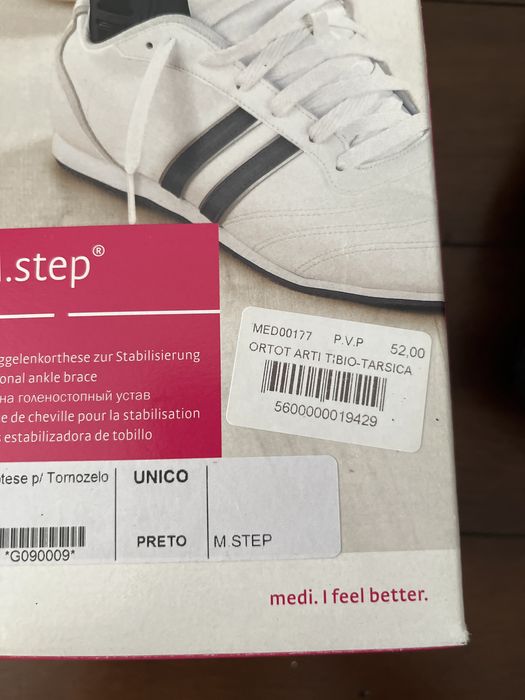 .step®
ggelenkorthese zur Stabilisierung
onal ankle brace
на голеностопный устав
e de cheville pour la stabilisation
s estabilizadora de tobillo
MED00177 P.V.P 52,00
ORTOT ARTI TIBIO-TARSICA
5600000019429
tese p/ Tornozelo
UNICO
*G090009*
PRETO
M STEP
medi. I feel better.